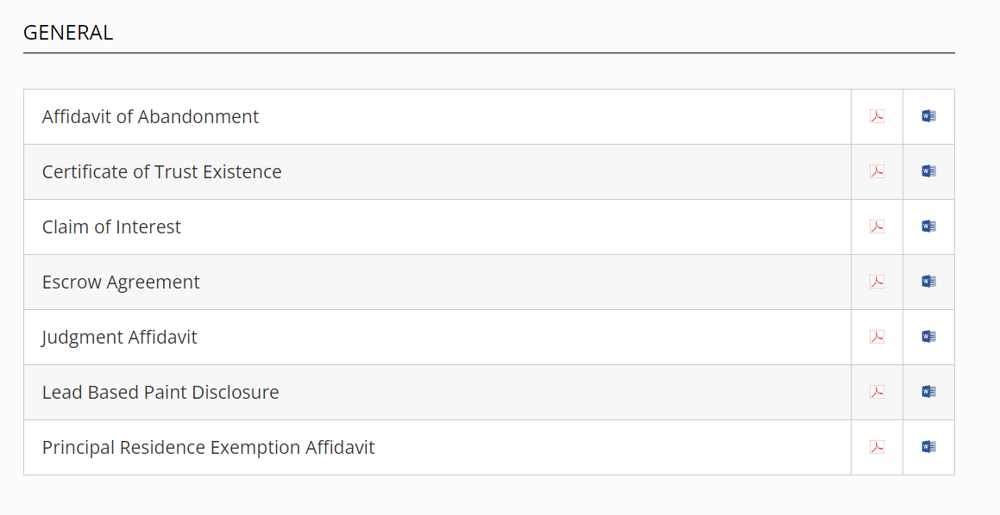 GENERAL
Affidavit of Abandonment
Certificate of Trust Existence
Claim of Interest
Escrow Agreement
Judgment Affidavit
Lead Based Paint Disclosure
Principal Residence Exemption Affidavit